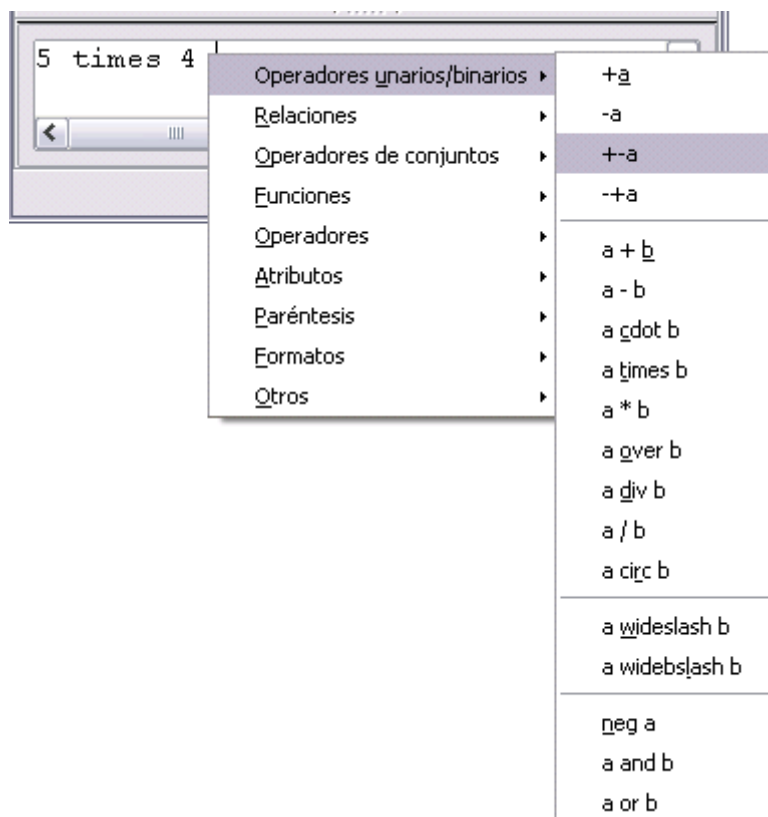 5 times 4
Operadores unarios/binarios
Relaciones
Operadores de conjuntos
Funciones
Operadores
Atributos
Paréntesis
Formatos
Otros
+a
-a
+-a
-+a
a + b
a - b
a cdot b
a times b
a * b
a over b
a div b
a / b
a circ b
a wideslash b
a widebslash b
neg a
a and b
a or b